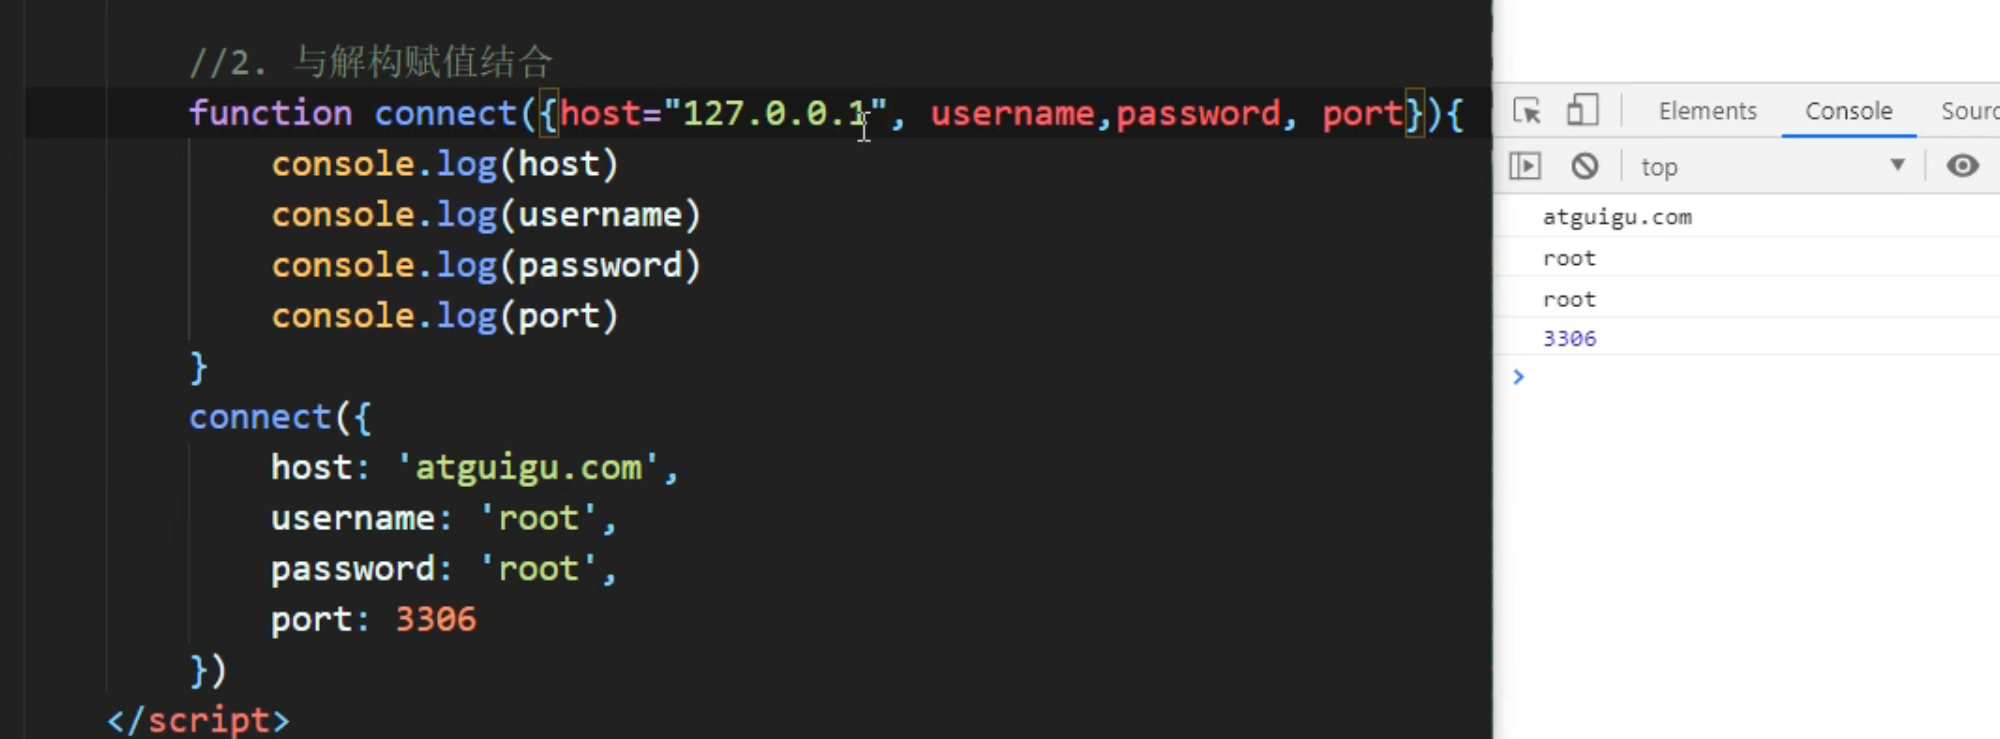 //2. 与解构赋值结合
function connect({host="127.0.0.1", username,password, port}){
console.log(host)
console.log(username)
console.log(password)
console.log(port)
}
connect({
host: 'atguigu.com',
username: 'root',
password: 'root',
port: 3306
})
</script>
Elements Console Sourc
top
atguigu.com
root
root
3306